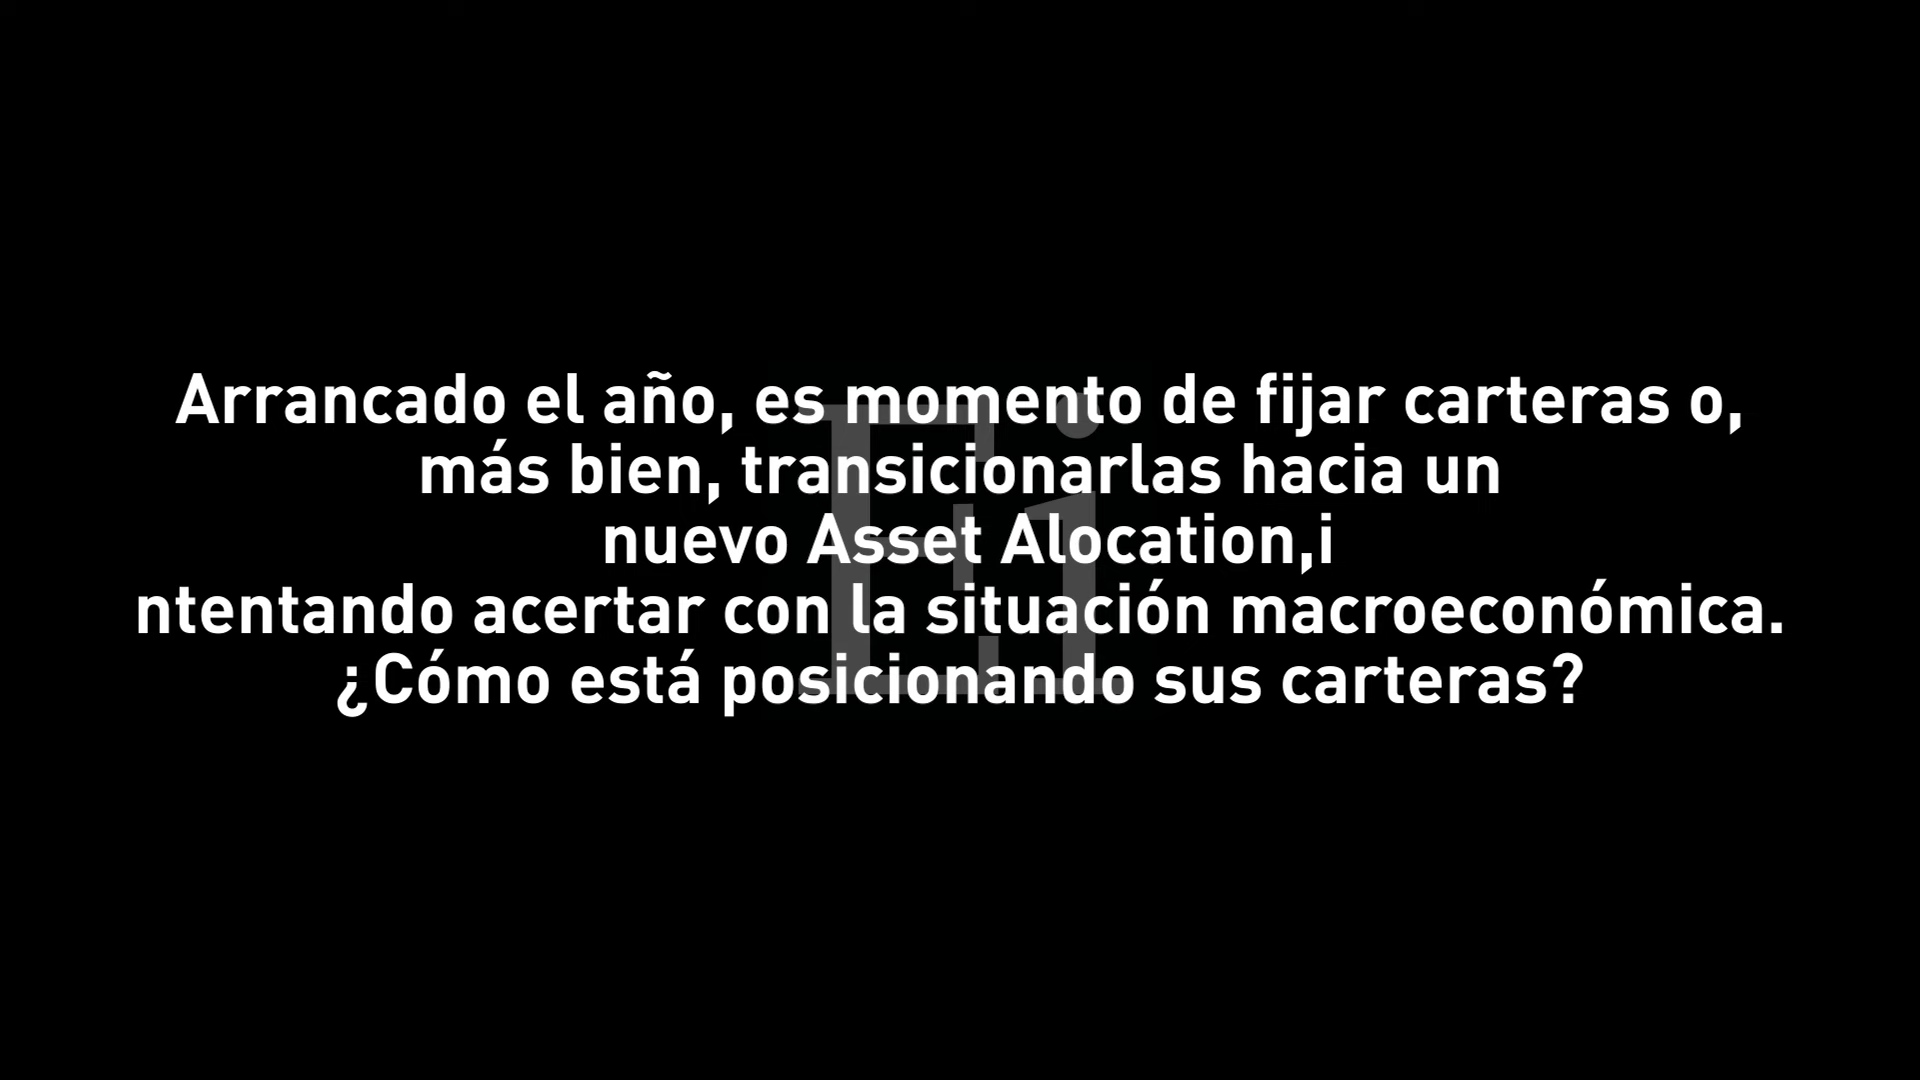 Arrancado el año, es momento de fijar carteras o,
más bien, transicionarlas hacia un
nuevo Asset Alocation,i
ntentando acertar con la situación macroeconómica.
¿Cómo está posicionando sus carteras?
Ei